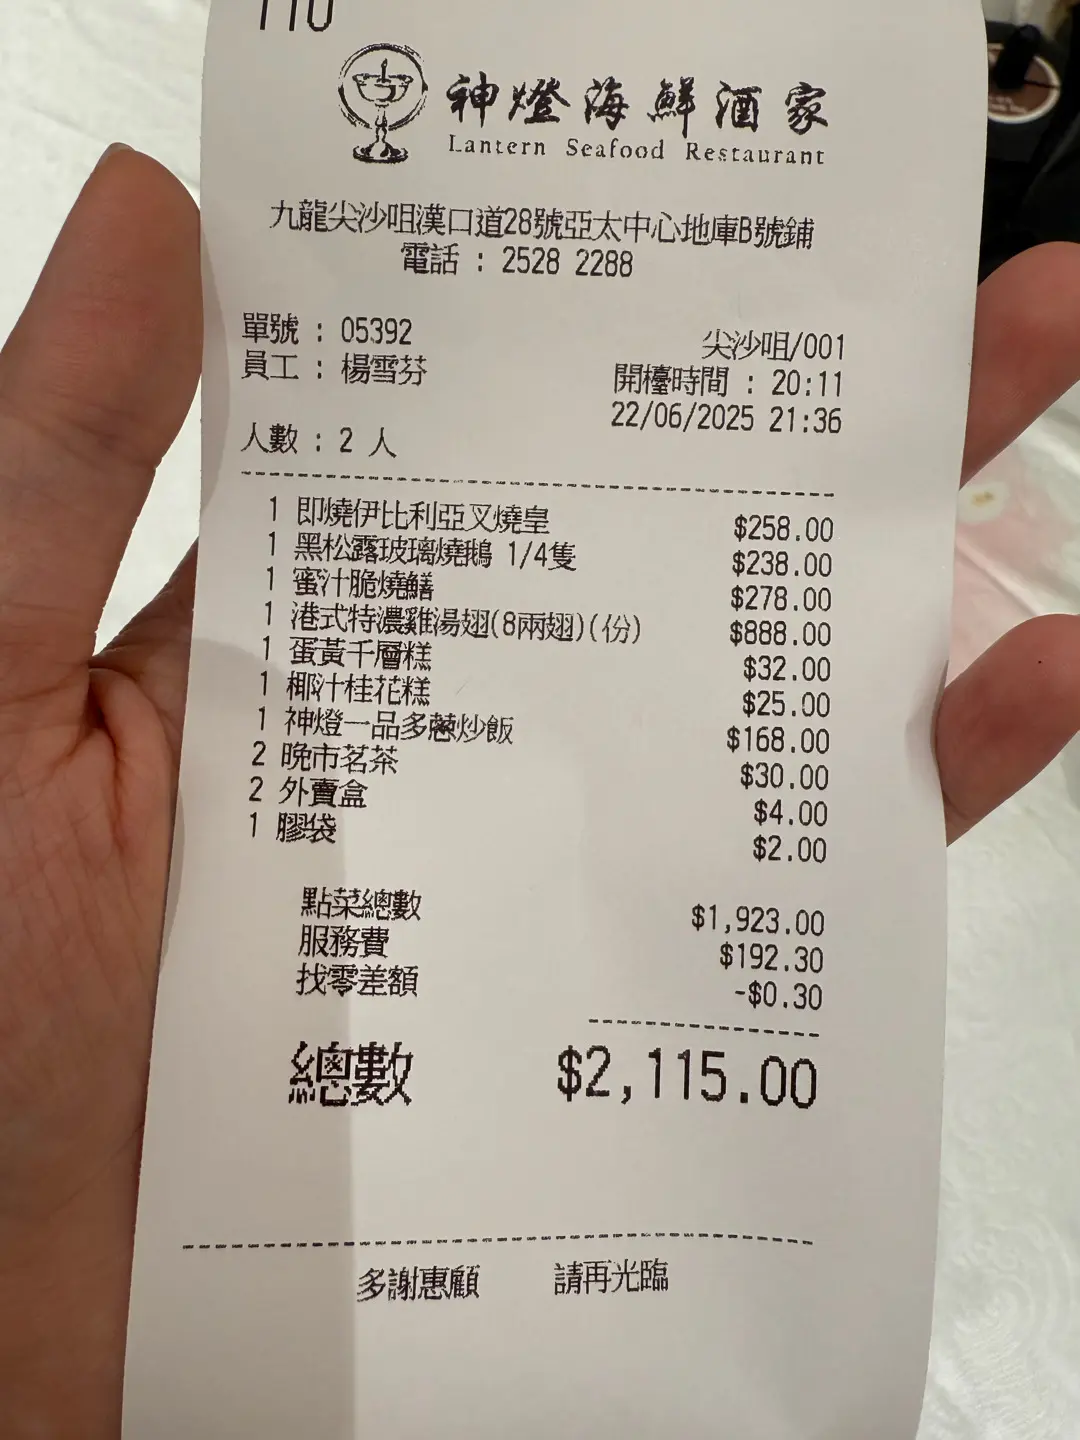 110
神燈海鮮酒家
Lantern Seafood Restaurant
九龍尖沙咀漢口道28號亞太中心地庫B號鋪
電話 : 2528 2288
單號 : 05392
尖沙咀/001
員工 : 楊雪芬
開檯時間 : 20:11
22/06/2025 21:36
人數 : 2 人
1 即燒伊比利亞叉燒皇 $258.00
1 黑松露玻璃燒鵝 1/4隻 $238.00
1 蜜汁脆燒鱔 $278.00
1 港式特濃雞湯翅(8兩翅)(份) $888.00
1 蛋黃千層糕 $32.00
1 椰汁桂花糕 $25.00
1 神燈一品多蔥炒飯 $168.00
2 晚市茗茶 $30.00
2 外賣盒 $4.00
1 膠袋 $2.00
點菜總數 $1,923.00
服務費 $192.30
找零差額 -$0.30
總數 $2,115.00
多謝惠顧 請再光臨